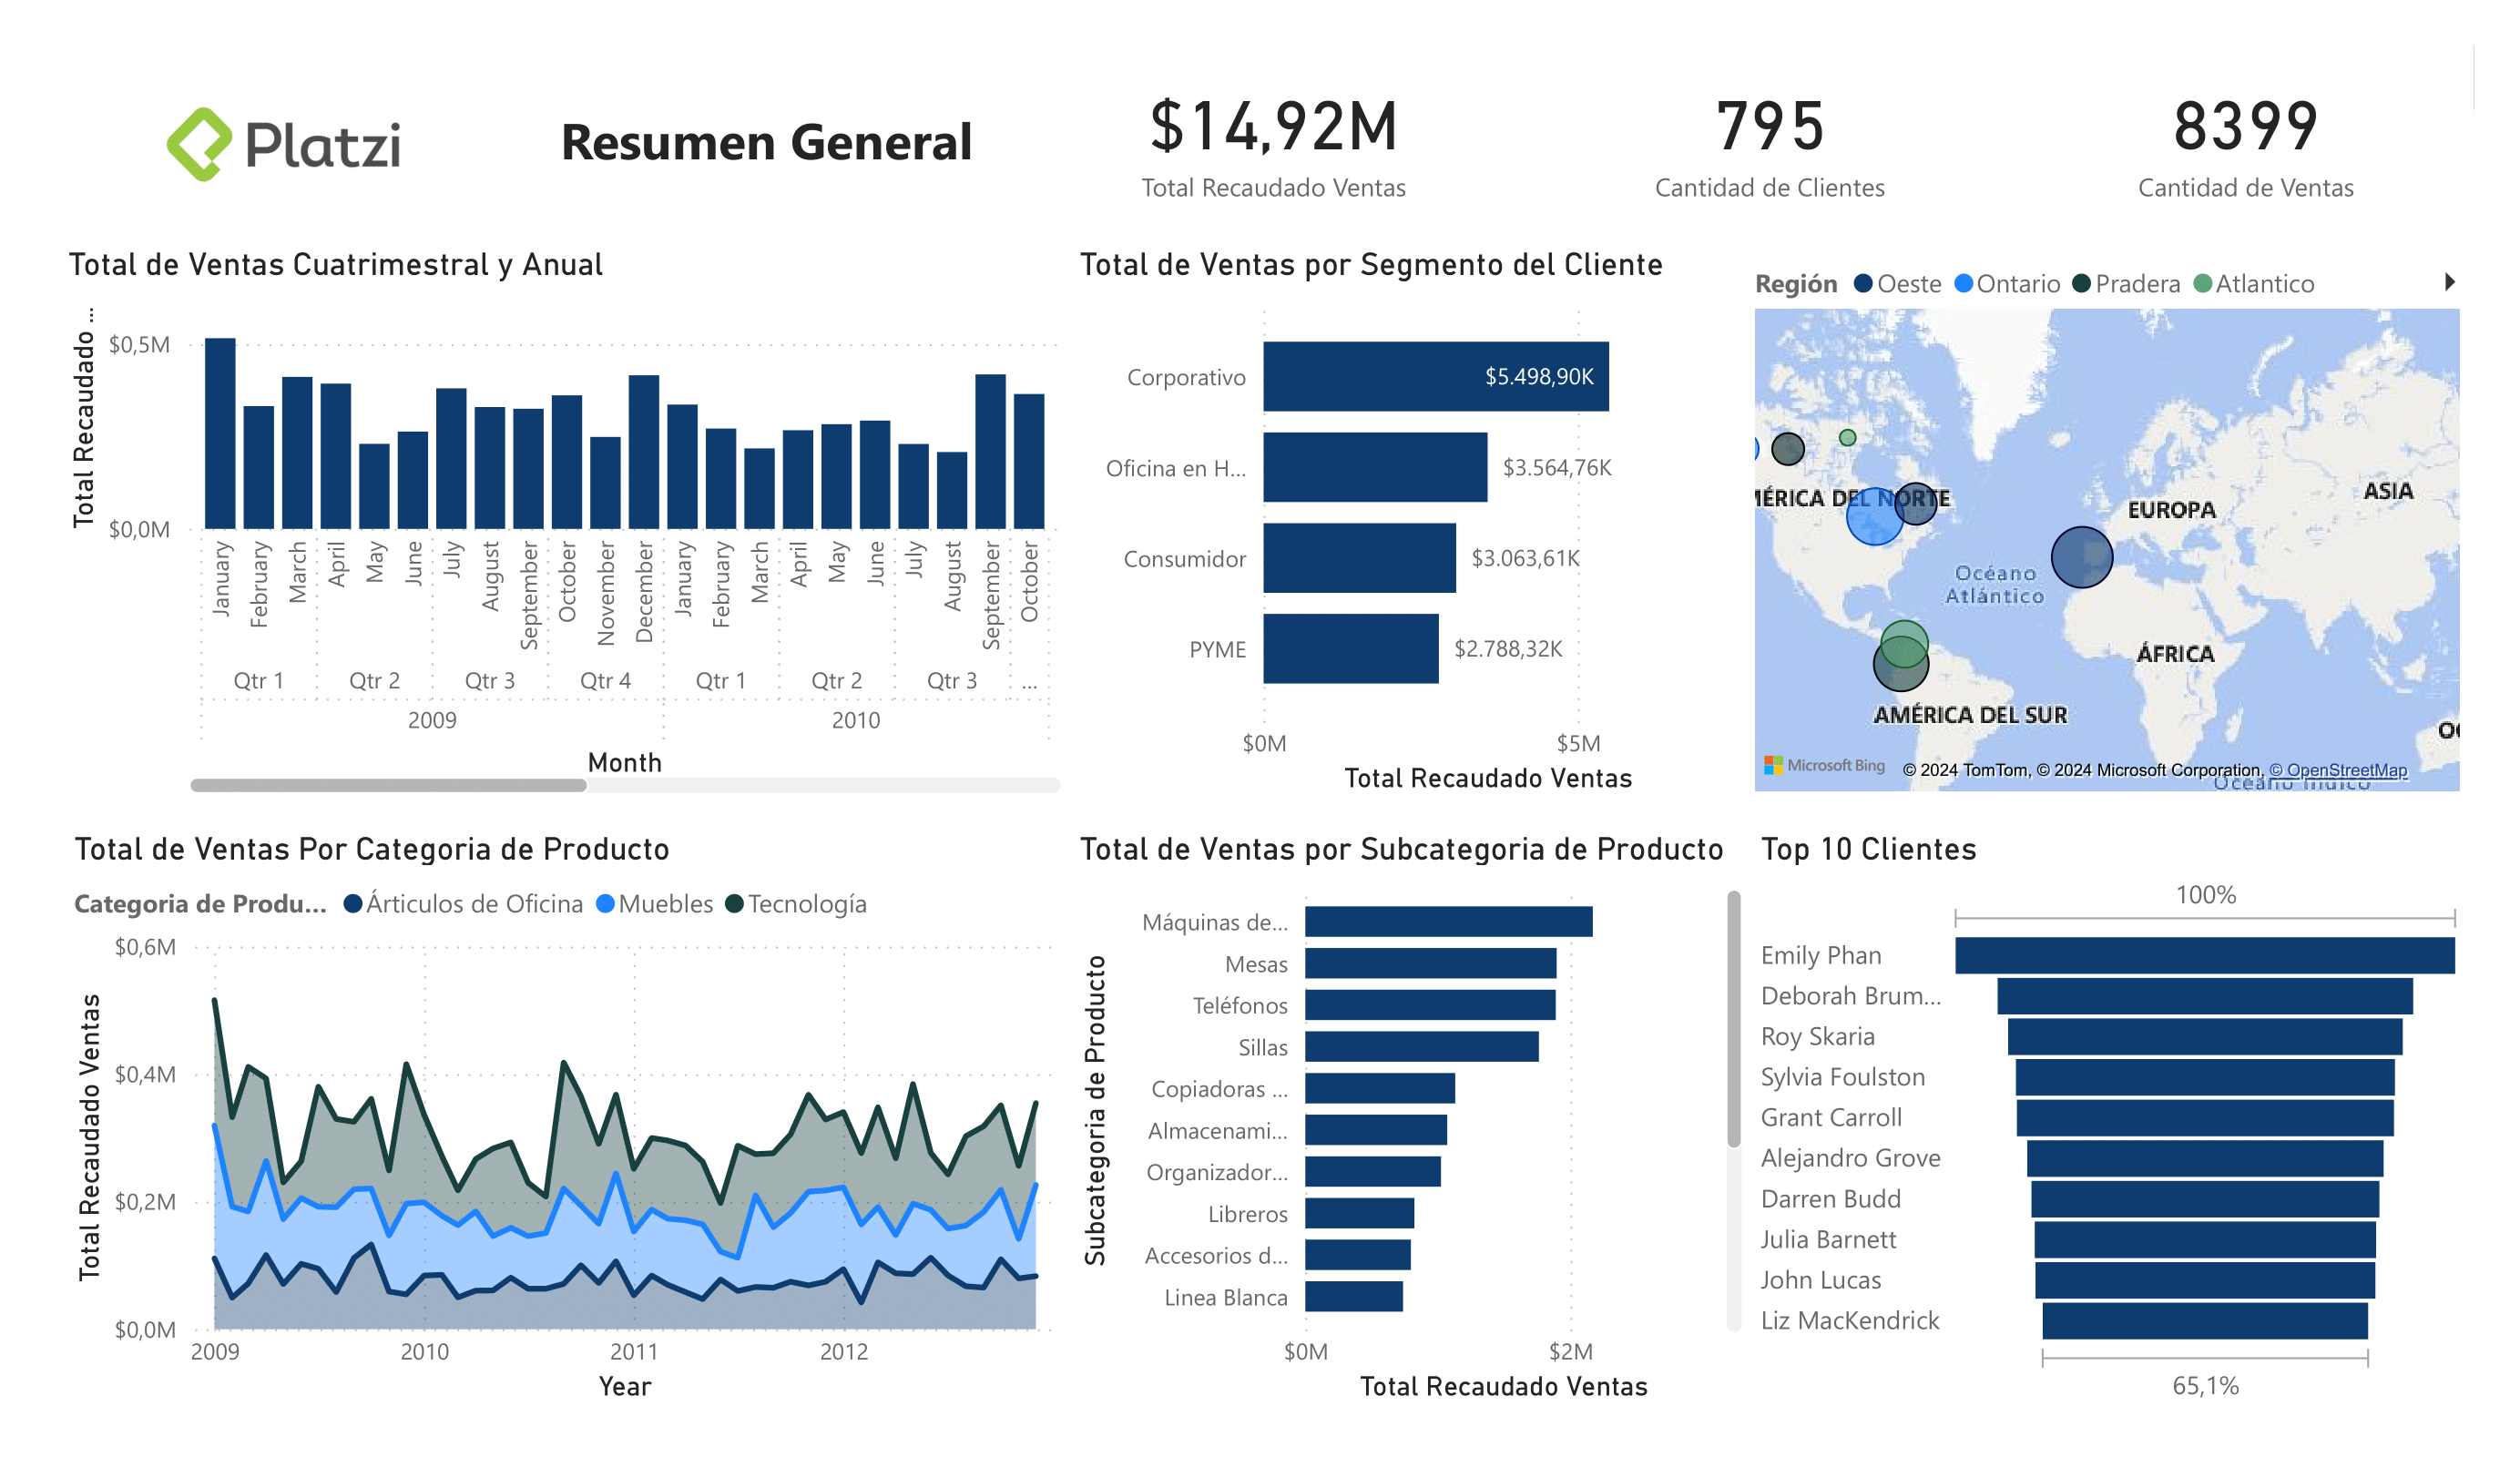 Platzi
Resumen General
$14,92M
Total Recaudado Ventas
795
Cantidad de Clientes
8399
Cantidad de Ventas
Total de Ventas Cuatrimestral y Anual
Total Recaudado ...
$0,5M
$0,0M
January
February
March
April
May
June
July
August
September
October
November
December
January
February
March
April
May
June
July
August
September
October
Qtr 1
Qtr 2
Qtr 3
Qtr 4
Qtr 1
Qtr 2
Qtr 3
...
2009
2010
Month
Total de Ventas por Segmento del Cliente
Corporativo
$5.498,90K
Oficina en H...
$3.564,76K
Consumidor
$3.063,61K
PYME
$2.788,32K
$0M
$5M
Total Recaudado Ventas
Región Oeste Ontario Pradera Atlantico
MÉRICA DEL NORTE
EUROPA
ASIA
Océano
Atlántico
ÁFRICA
AMÉRICA DEL SUR
OC
Microsoft Bing
© 2024 TomTom, © 2024 Microsoft Corporation, © OpenStreetMap
Océano Índico
Total de Ventas Por Categoria de Producto
Categoria de Produ... Árticulos de Oficina Muebles Tecnología
Total Recaudado Ventas
$0,6M
$0,4M
$0,2M
$0,0M
2009
2010
2011
2012
Year
Total de Ventas por Subcategoria de Producto
Subcategoria de Producto
Máquinas de...
Mesas
Teléfonos
Sillas
Copiadoras ...
Almacenami...
Organizador...
Libreros
Accesorios d...
Linea Blanca
$0M
$2M
Total Recaudado Ventas
Top 10 Clientes
100%
Emily Phan
Deborah Brum...
Roy Skaria
Sylvia Foulston
Grant Carroll
Alejandro Grove
Darren Budd
Julia Barnett
John Lucas
Liz MacKendrick
65,1%